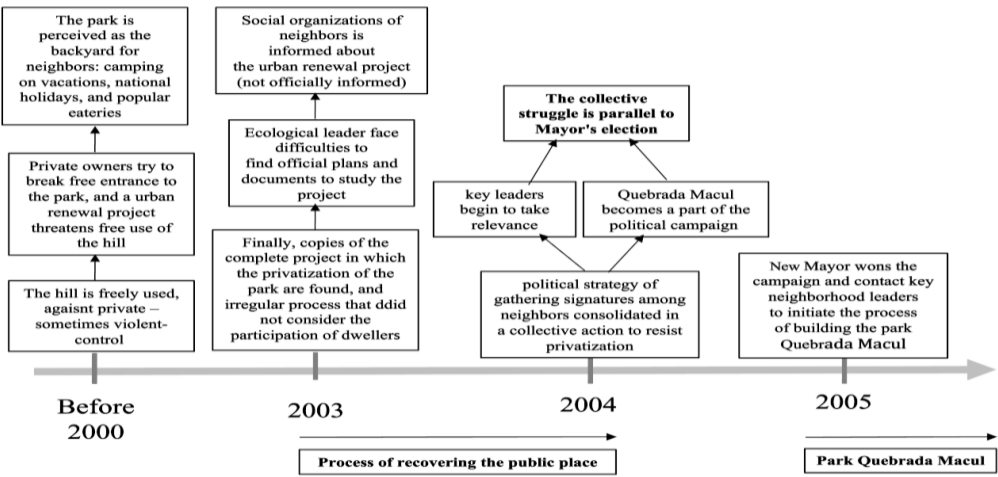 The park is
perceived as the
backyard for
neighbors: camping
on vacations, national
holidays, and popular
eateries
Private owners try to
break free entrance to
the park, and a urban
renewal project
threatens free use of
the hill
The hill is freely used,
agaisnt private –
sometimes violent-
control
Social organizations of
neighbors is
informed about
the urban renewal project
(not officially informed)
Ecological leader face
difficulties to
find official plans and
documents to study the
project
Finally, copies of the
complete project in which
the privatization of the
park are found, and
irregular process that ddid
not consider the
participation of dwellers
The collective
struggle is parallel to
Mayor's election
key leaders
begin to take
relevance
Quebrada Macul
becomes a part of the
political campaign
political strategy of
gathering signatures among
neighbors consolidated in
a collective action to resist
privatization
New Mayor wons the
campaign and contact key
neighborhood leaders
to initiate the process
of building the park
Quebrada Macul
Before
2000
2003
2004
2005
Process of recovering the public place
Park Quebrada Macul